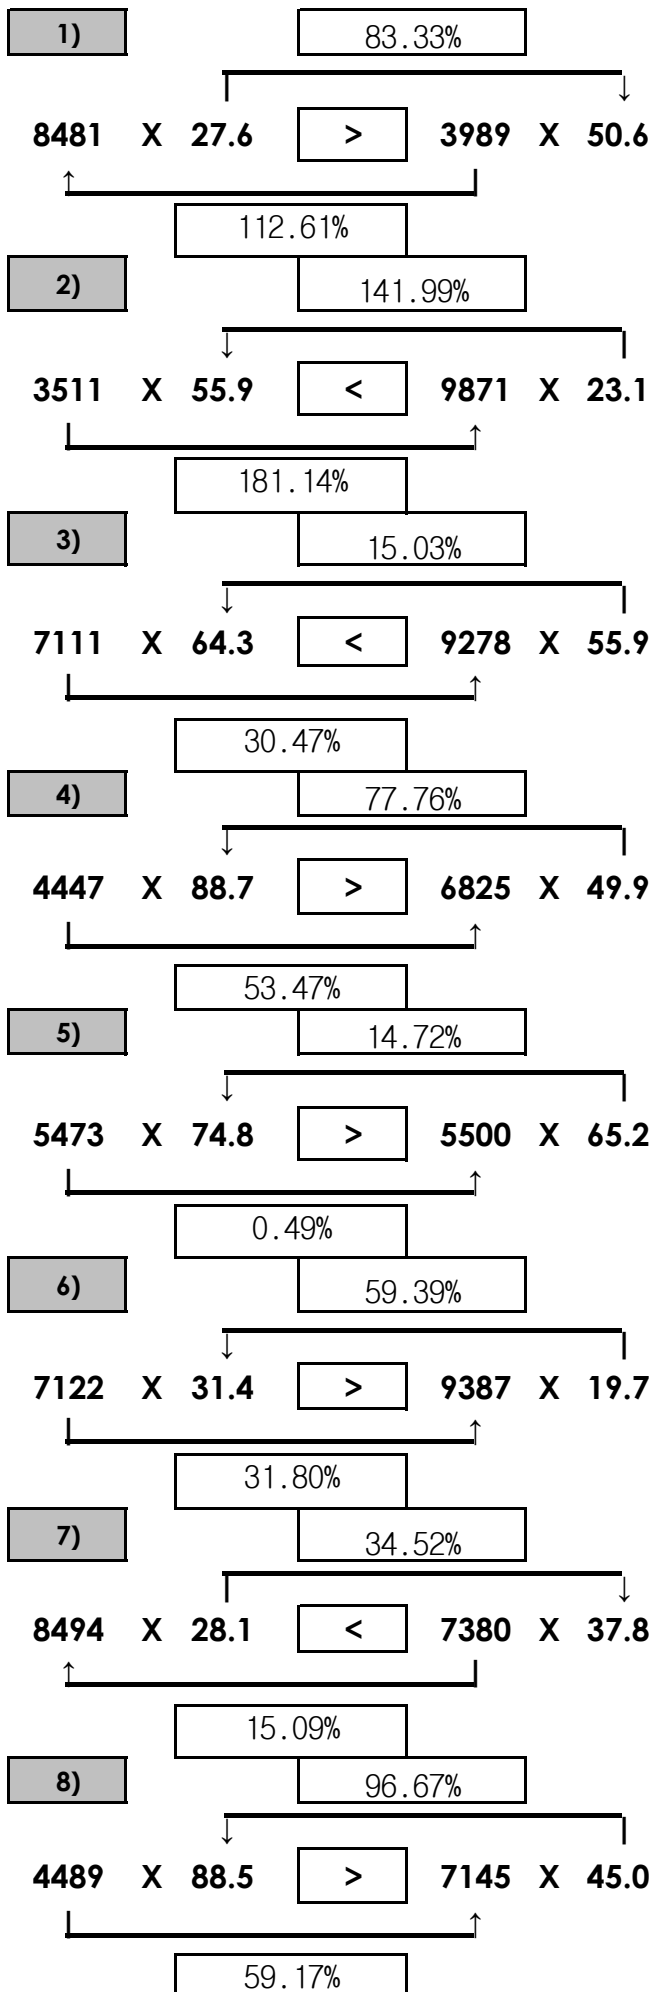 1) 83.33%
8481 X 27.6 > 3989 X 50.6
112.61%
2) 141.99%
3511 X 55.9 < 9871 X 23.1
181.14%
3) 15.03%
7111 X 64.3 < 9278 X 55.9
30.47%
4) 77.76%
4447 X 88.7 > 6825 X 49.9
53.47%
5) 14.72%
5473 X 74.8 > 5500 X 65.2
0.49%
6) 59.39%
7122 X 31.4 > 9387 X 19.7
31.80%
7) 34.52%
8494 X 28.1 < 7380 X 37.8
15.09%
8) 96.67%
4489 X 88.5 > 7145 X 45.0
59.17%